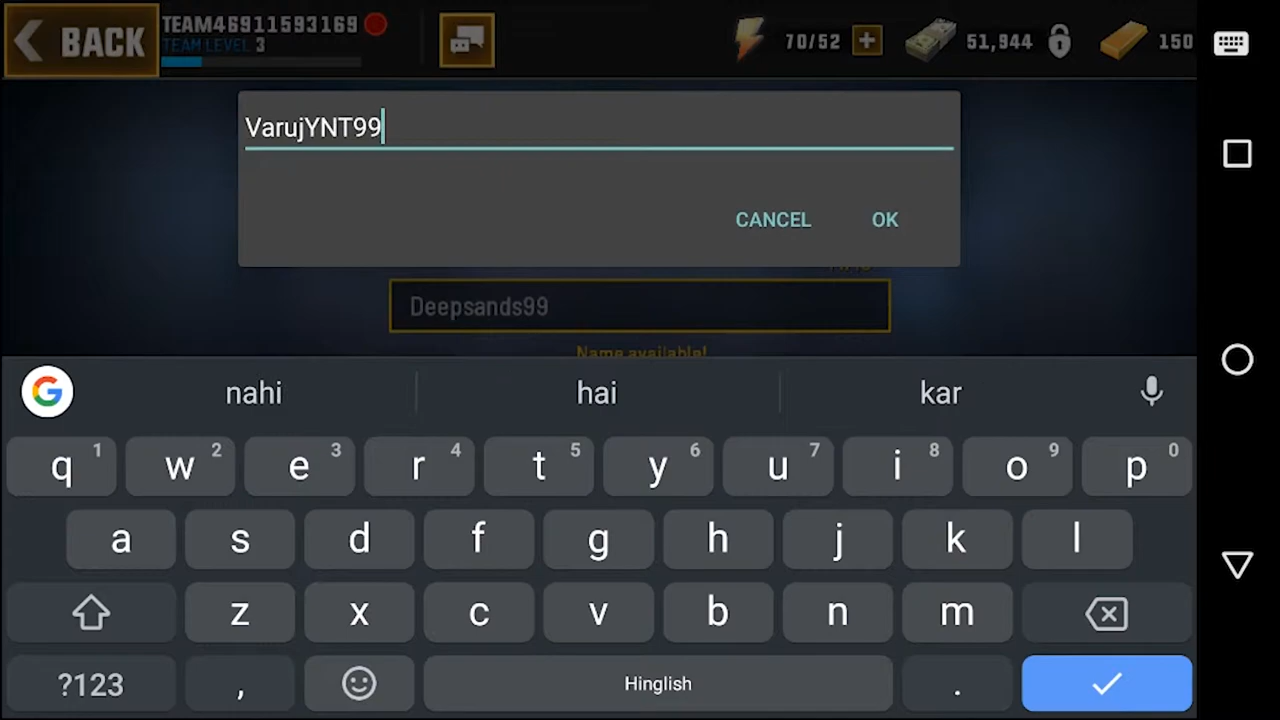 BACK
TEAM46911593169
TEAM LEVEL 3
70/52
51,944
150
VarujYNT99
CANCEL
OK
Deepsands99
Name available!
nahi hai kar
q 1 w 2 e 3 r 4 t 5 y 6 u 7 i 8 o 9 p 0
a s d f g h j k l
z x c v b n m
?123 , Hinglish .